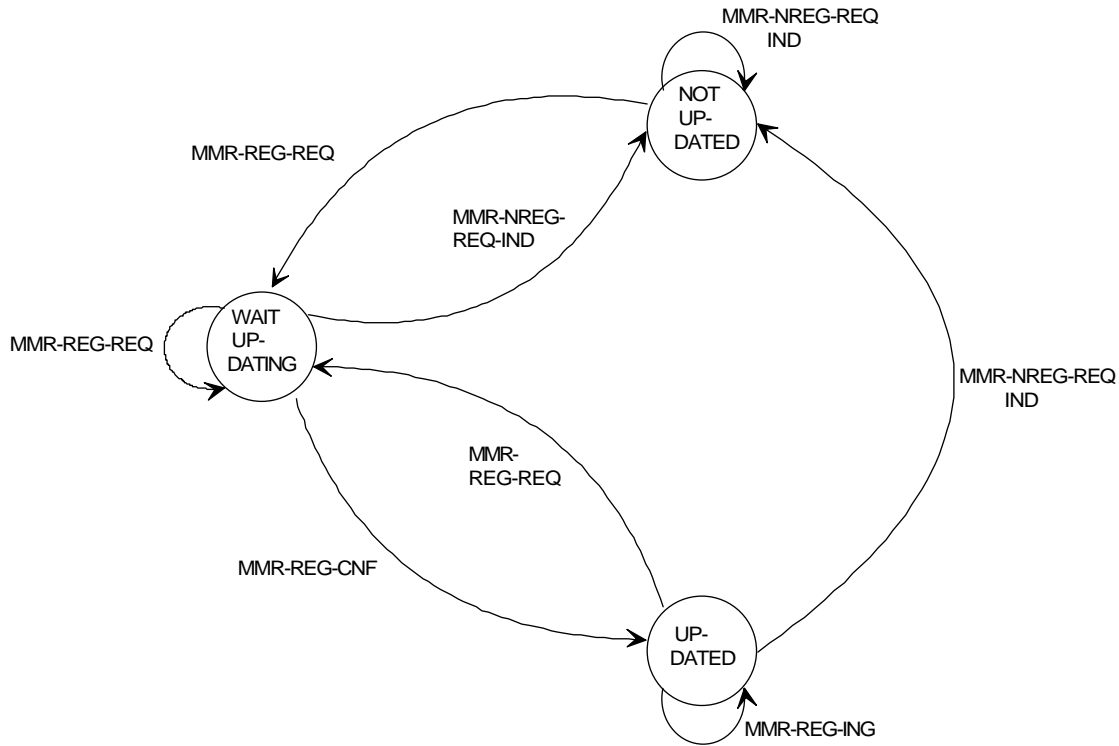 MMR-NREG-REQ
IND
NOT
UP-
DATED
MMR-REG-REQ
MMR-NREG-
REQ-IND
WAIT
UP-
DATING
MMR-REG-REQ
MMR-NREG-REQ
IND
MMR-
REG-REQ
MMR-REG-CNF
UP-
DATED
MMR-REG-ING